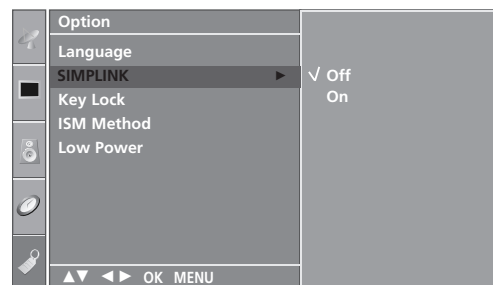 Option
Language
SIMPLINK ►
Key Lock
ISM Method
Low Power
▲▼ ◄► OK MENU
√ Off
On